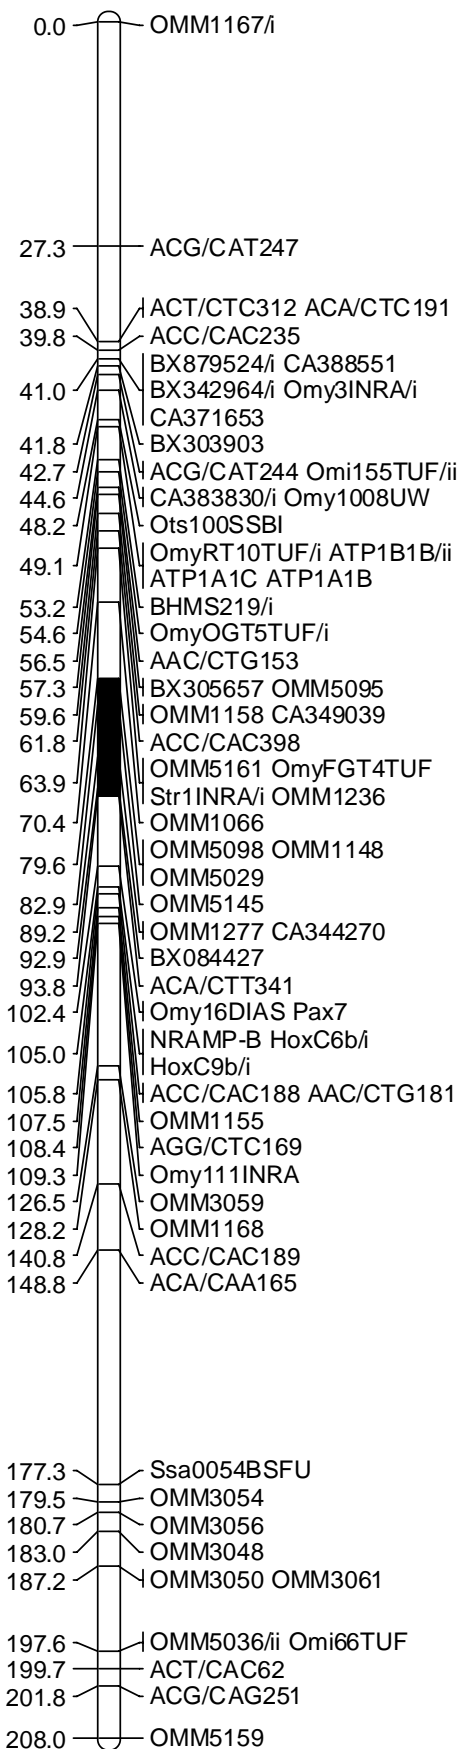 0.0 OMM1167/i
27.3 ACG/CAT247
38.9 ACT/CTC312 ACA/CTC191
39.8 ACC/CAC235
BX879524/i CA388551
41.0 BX342964/i Omy3INRA/i
CA371653
41.8 BX303903
42.7 ACG/CAT244 Omi155TUF/ii
44.6 CA383830/i Omy1008UW
48.2 Ots100SSBI
49.1 OmyRT10TUF/i ATP1B1B/ii
ATP1A1C ATP1A1B
53.2 BHMS219/i
54.6 OmyOGT5TUF/i
56.5 AAC/CTG153
57.3 BX305657 OMM5095
59.6 OMM1158 CA349039
61.8 ACC/CAC398
63.9 OMM5161 OmyFGT4TUF
Str1INRA/i OMM1236
70.4 OMM1066
79.6 OMM5098 OMM1148
OMM5029
82.9 OMM5145
89.2 OMM1277 CA344270
92.9 BX084427
93.8 ACA/CTT341
102.4 Omy16DIAS Pax7
105.0 NRAMP-B HoxC6b/i
HoxC9b/i
105.8 ACC/CAC188 AAC/CTG181
107.5 OMM1155
108.4 AGG/CTC169
109.3 Omy111INRA
126.5 OMM3059
128.2 OMM1168
140.8 ACC/CAC189
148.8 ACA/CAA165
177.3 Ssa0054BSFU
179.5 OMM3054
180.7 OMM3056
183.0 OMM3048
187.2 OMM3050 OMM3061
197.6 OMM5036/ii Omi66TUF
199.7 ACT/CAC62
201.8 ACG/CAG251
208.0 OMM5159